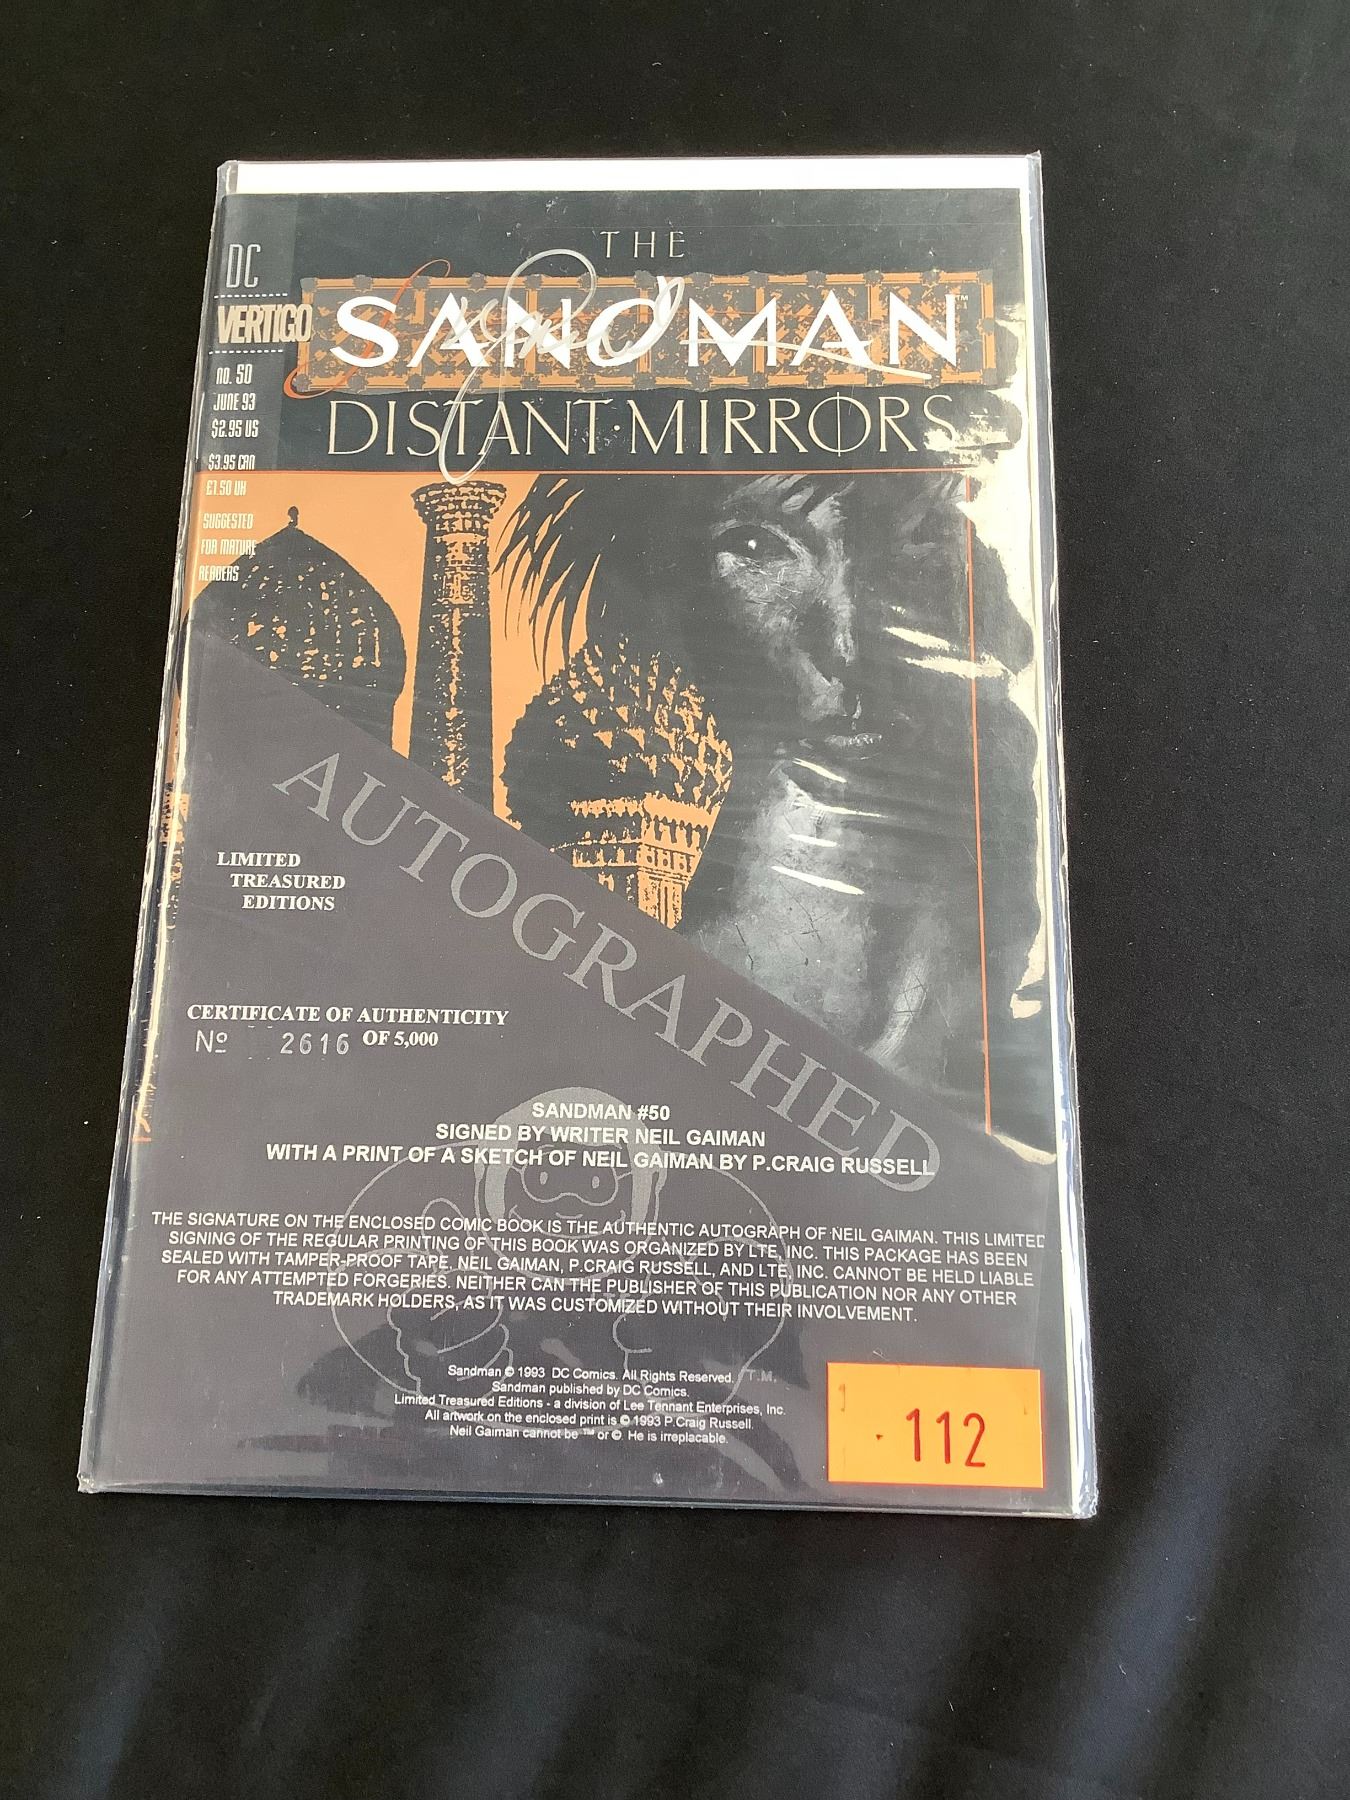 THE
SANDMAN™
DISTANT·MIRRORS
DC
VERTIGO
NO. 50
JUNE 93
$2.95 US
$3.95 CAN
£1.50 UK
SUGGESTED
FOR MATURE
READERS
AUTOGRAPHED
LIMITED
TREASURED
EDITIONS
CERTIFICATE OF AUTHENTICITY
Nº 2616 OF 5,000
SANDMAN #50
SIGNED BY WRITER NEIL GAIMAN
WITH A PRINT OF A SKETCH OF NEIL GAIMAN BY P.CRAIG RUSSELL
THE SIGNATURE ON THE ENCLOSED COMIC BOOK IS THE AUTHENTIC AUTOGRAPH OF NEIL GAIMAN. THIS LIMITED
SIGNING OF THE REGULAR PRINTING OF THIS BOOK WAS ORGANIZED BY LTE, INC. THIS PACKAGE HAS BEEN
SEALED WITH TAMPER-PROOF TAPE. NEIL GAIMAN, P.CRAIG RUSSELL, AND LTE, INC. CANNOT BE HELD LIABLE
FOR ANY ATTEMPTED FORGERIES. NEITHER CAN THE PUBLISHER OF THIS PUBLICATION NOR ANY OTHER
TRADEMARK HOLDERS, AS IT WAS CUSTOMIZED WITHOUT THEIR INVOLVEMENT.
Sandman © 1993 DC Comics. All Rights Reserved. T.M.
Sandman published by DC Comics.
Limited Treasured Editions - a division of Lee Tennant Enterprises, Inc.
All artwork on the enclosed print is © 1993 P.Craig Russell.
Neil Gaiman cannot be ™ or ©. He is irreplacable.
112